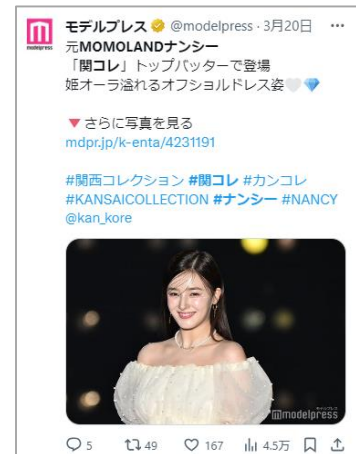 モデルプレス @modelpress · 3月20日 …
modelpress
元MOMOLANDナンシー
「関コレ」トップバッターで登場
姫オーラ溢れるオフショルドレス姿🤍💎
▼さらに写真を見る
mdpr.jp/k-enta/4231191
#関西コレクション #関コレ #カンコレ
#KANSAICOLLECTION #ナンシー #NANCY
@kan_kore
modelpress
5 49 167 4.5万